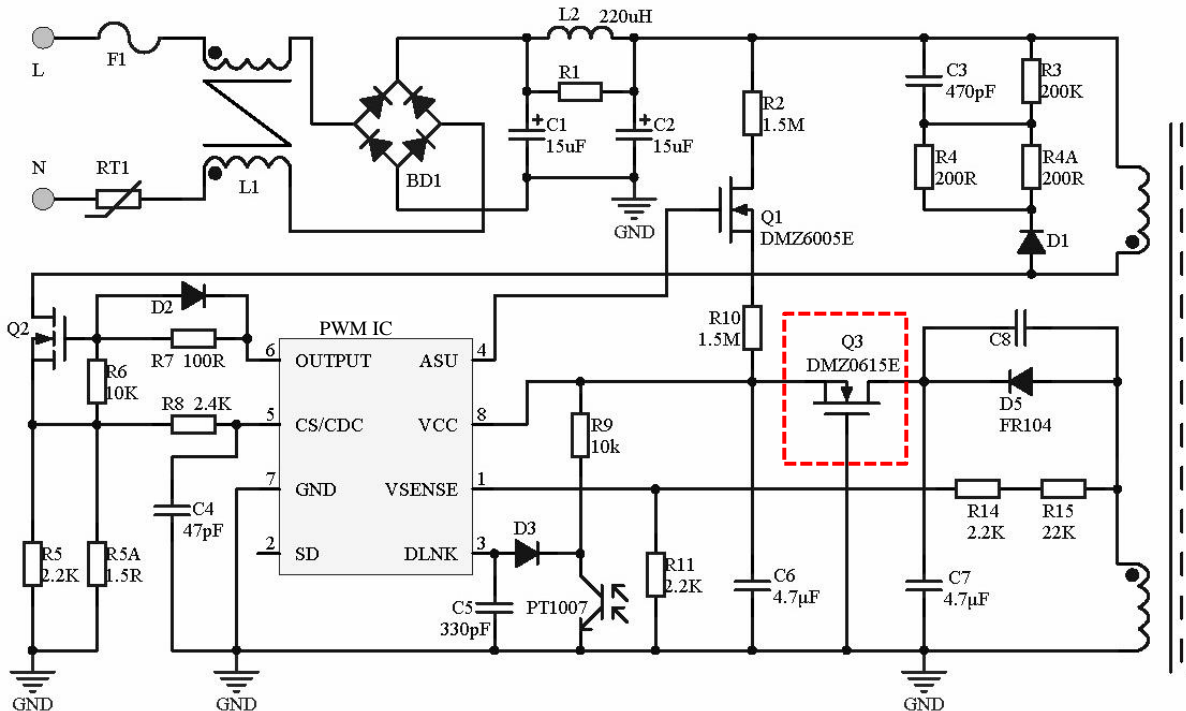 L
F1
N
RT1
L1
BD1
L2 220uH
R1
C1
15uF
C2
15uF
GND
R2
1.5M
C3
470pF
R3
200K
R4
200R
R4A
200R
D1
Q1
DMZ6005E
Q2
D2
R7 100R
R6
10K
R8 2.4K
PWM IC
6 OUTPUT
ASU 4
5 CS/CDC
VCC 8
7 GND
VSENSE 1
2 SD
DLNK 3
R10
1.5M
Q3
DMZ0615E
C8
D5
FR104
R9
10k
R14
2.2K
R15
22K
C4
47pF
R5
2.2K
R5A
1.5R
D3
C5
330pF
PT1007
R11
2.2K
C6
4.7μF
C7
4.7μF
GND
GND
GND